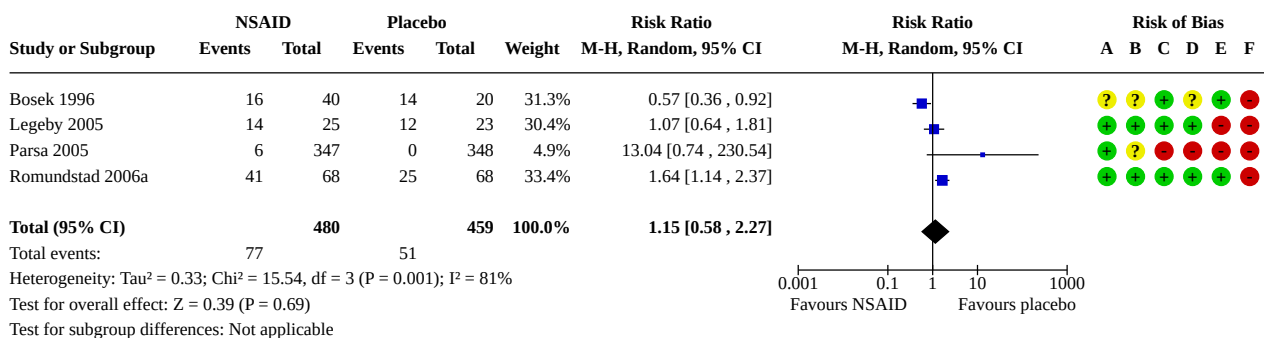 NSAID Placebo Risk Ratio Risk Ratio Risk of Bias
Study or Subgroup Events Total Events Total Weight M-H, Random, 95% CI M-H, Random, 95% CI A B C D E F
Bosek 1996 16 40 14 20 31.3% 0.57 [0.36 , 0.92] ? ? + ? + -
Legeby 2005 14 25 12 23 30.4% 1.07 [0.64 , 1.81] + + + + - -
Parsa 2005 6 347 0 348 4.9% 13.04 [0.74 , 230.54] + ? - - - -
Romundstad 2006a 41 68 25 68 33.4% 1.64 [1.14 , 2.37] + + + + + -
Total (95% CI) 480 459 100.0% 1.15 [0.58 , 2.27]
Total events: 77 51
Heterogeneity: Tau² = 0.33; Chi² = 15.54, df = 3 (P = 0.001); I² = 81%
0.001 0.1 1 10 1000
Test for overall effect: Z = 0.39 (P = 0.69) Favours NSAID Favours placebo
Test for subgroup differences: Not applicable